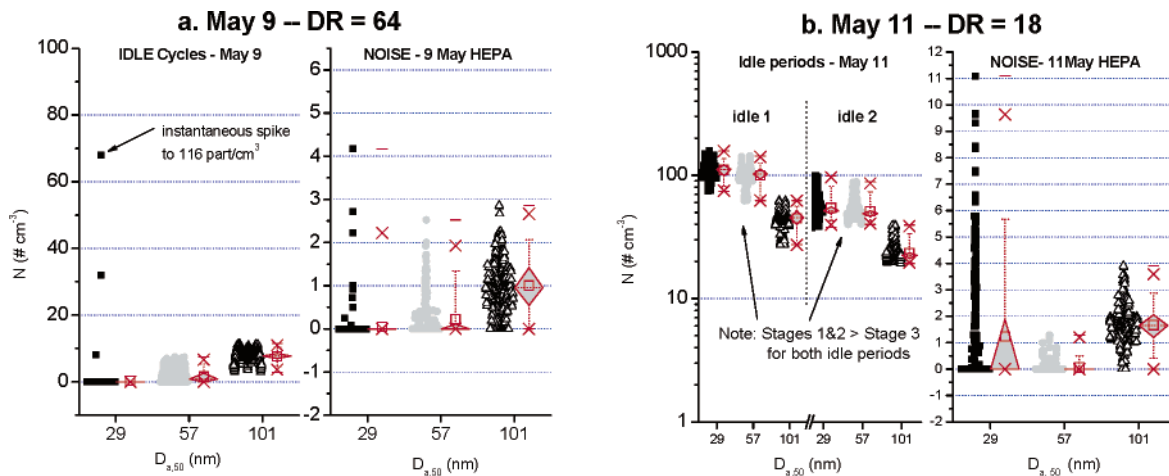 a. May 9 -- DR = 64
b. May 11 -- DR = 18
IDLE Cycles - May 9
NOISE - 9 May HEPA
Idle periods - May 11
NOISE- 11May HEPA
instantaneous spike
to 116 part/cm³
idle 1
idle 2
Note: Stages 1&2 > Stage 3
for both idle periods
N (# cm⁻³)
100
80
60
40
20
0
6
5
4
3
2
1
0
-1
-2
N (# cm⁻³)
1000
100
10
1
12
11
10
9
8
7
6
5
4
3
2
1
0
-1
-2
29 57 101
29 57 101
29 57 101 29 57 101
29 57 101
Da,50 (nm)
Da,50 (nm)
Da,50 (nm)
Da, 50 (nm)